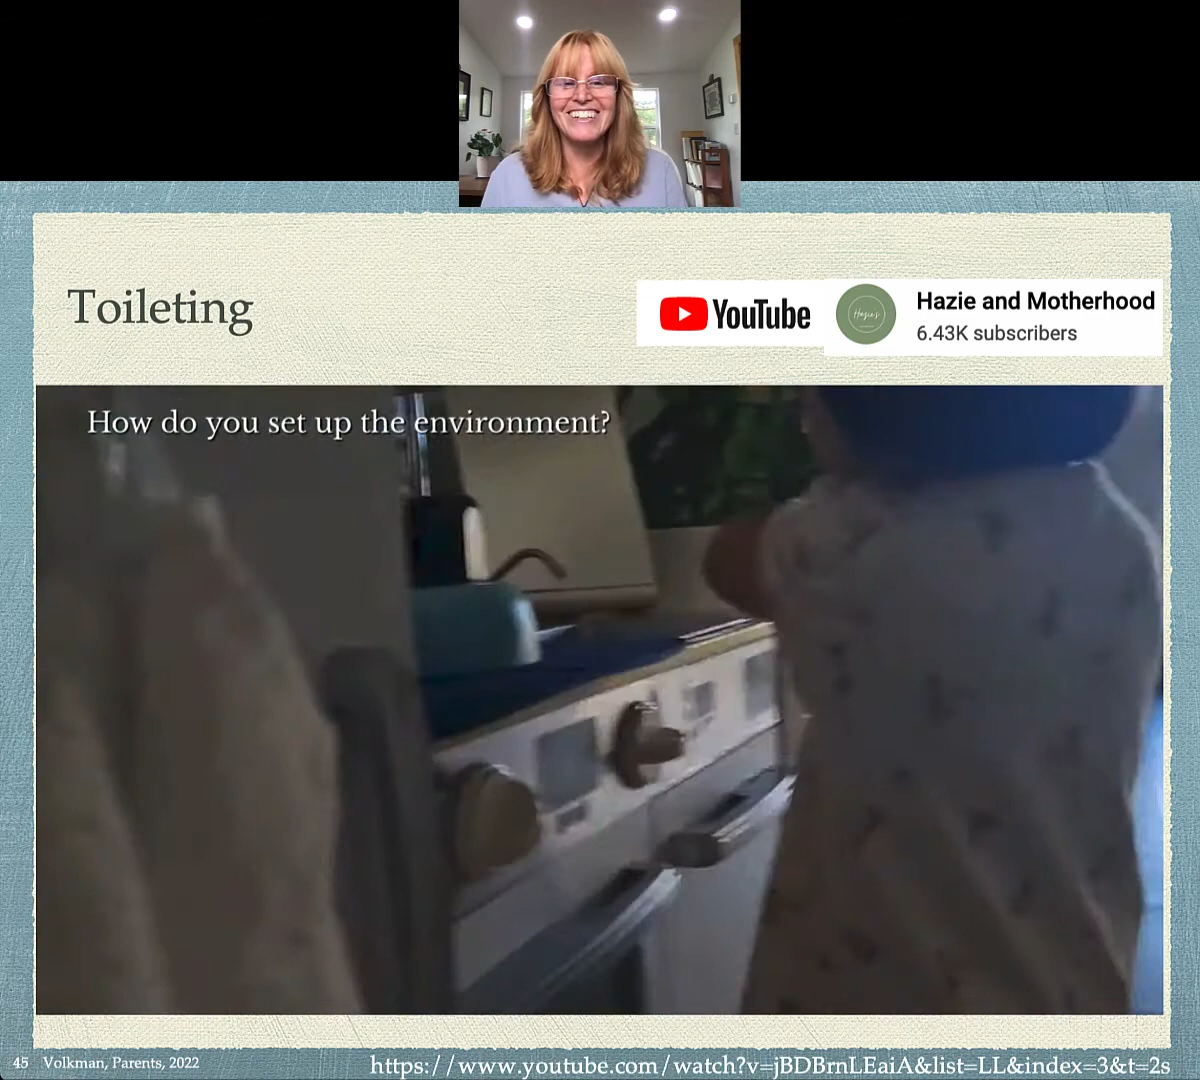 Toileting
YouTube
Hazie's
Hazie and Motherhood
6.43K subscribers
How do you set up the environment?
45 Volkman, Parents, 2022
https://www.youtube.com/watch?v=jBDBrnLEaiA&list=LL&index=3&t=2s